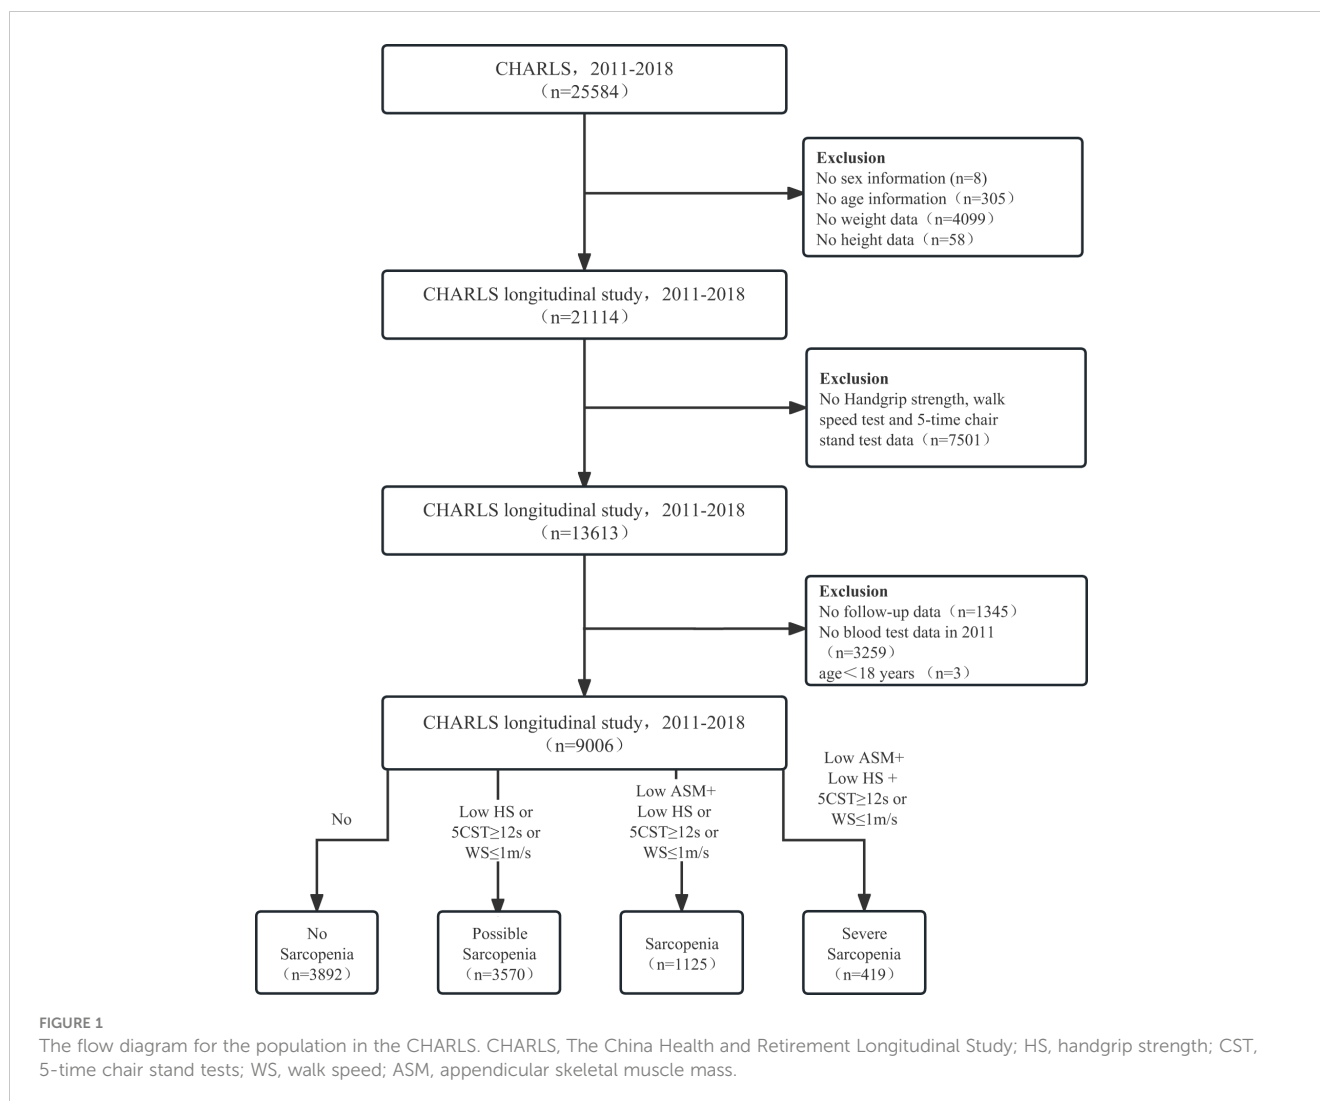 CHARLS，2011-2018
（n=25584）
Exclusion
No sex information (n=8)
No age information（n=305）
No weight data（n=4099）
No height data（n=58）
CHARLS longitudinal study，2011-2018
（n=21114）
Exclusion
No Handgrip strength, walk
speed test and 5-time chair
stand test data（n=7501）
CHARLS longitudinal study，2011-2018
（n=13613）
Exclusion
No follow-up data（n=1345）
No blood test data in 2011
（n=3259）
age＜18 years （n=3）
CHARLS longitudinal study，2011-2018
（n=9006）
No
Low HS or
5CST≥12s or
WS≤1m/s
Low ASM+
Low HS or
5CST≥12s or
WS≤1m/s
Low ASM+
Low HS +
5CST≥12s or
WS≤1m/s
No
Sarcopenia
（n=3892）
Possible
Sarcopenia
（n=3570）
Sarcopenia
（n=1125）
Severe
Sarcopenia
（n=419）
FIGURE 1
The flow diagram for the population in the CHARLS. CHARLS, The China Health and Retirement Longitudinal Study; HS, handgrip strength; CST,
5-time chair stand tests; WS, walk speed; ASM, appendicular skeletal muscle mass.